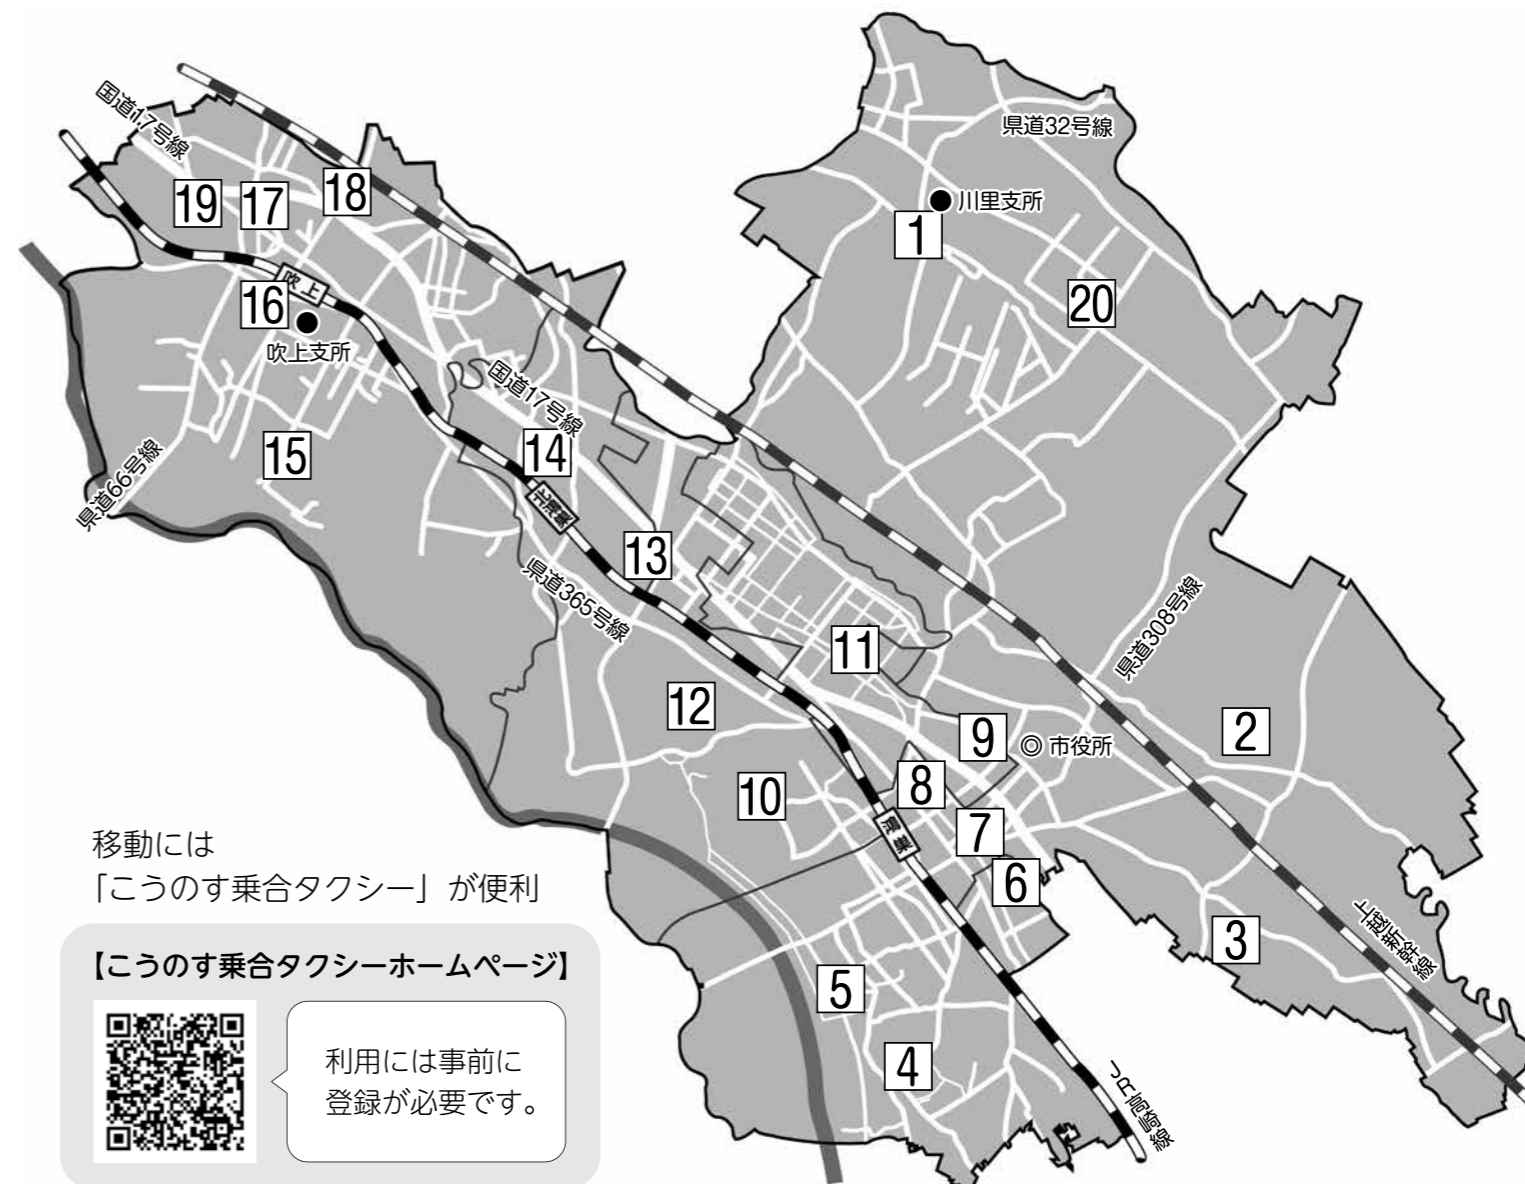 国道17号線
県道32号線
19
17
18
川里支所
1
吹上
16
20
吹上支所
国道17号線
14
15
県道66号線
北鴻巣
13
県道365号線
県道308号線
11
12
9
市役所
2
8
10
鴻巣
7
6
3
上越新幹線
5
4
JR高崎線
移動には
「こうのす乗合タクシー」が便利
【こうのす乗合タクシーホームページ】
利用には事前に
登録が必要です。